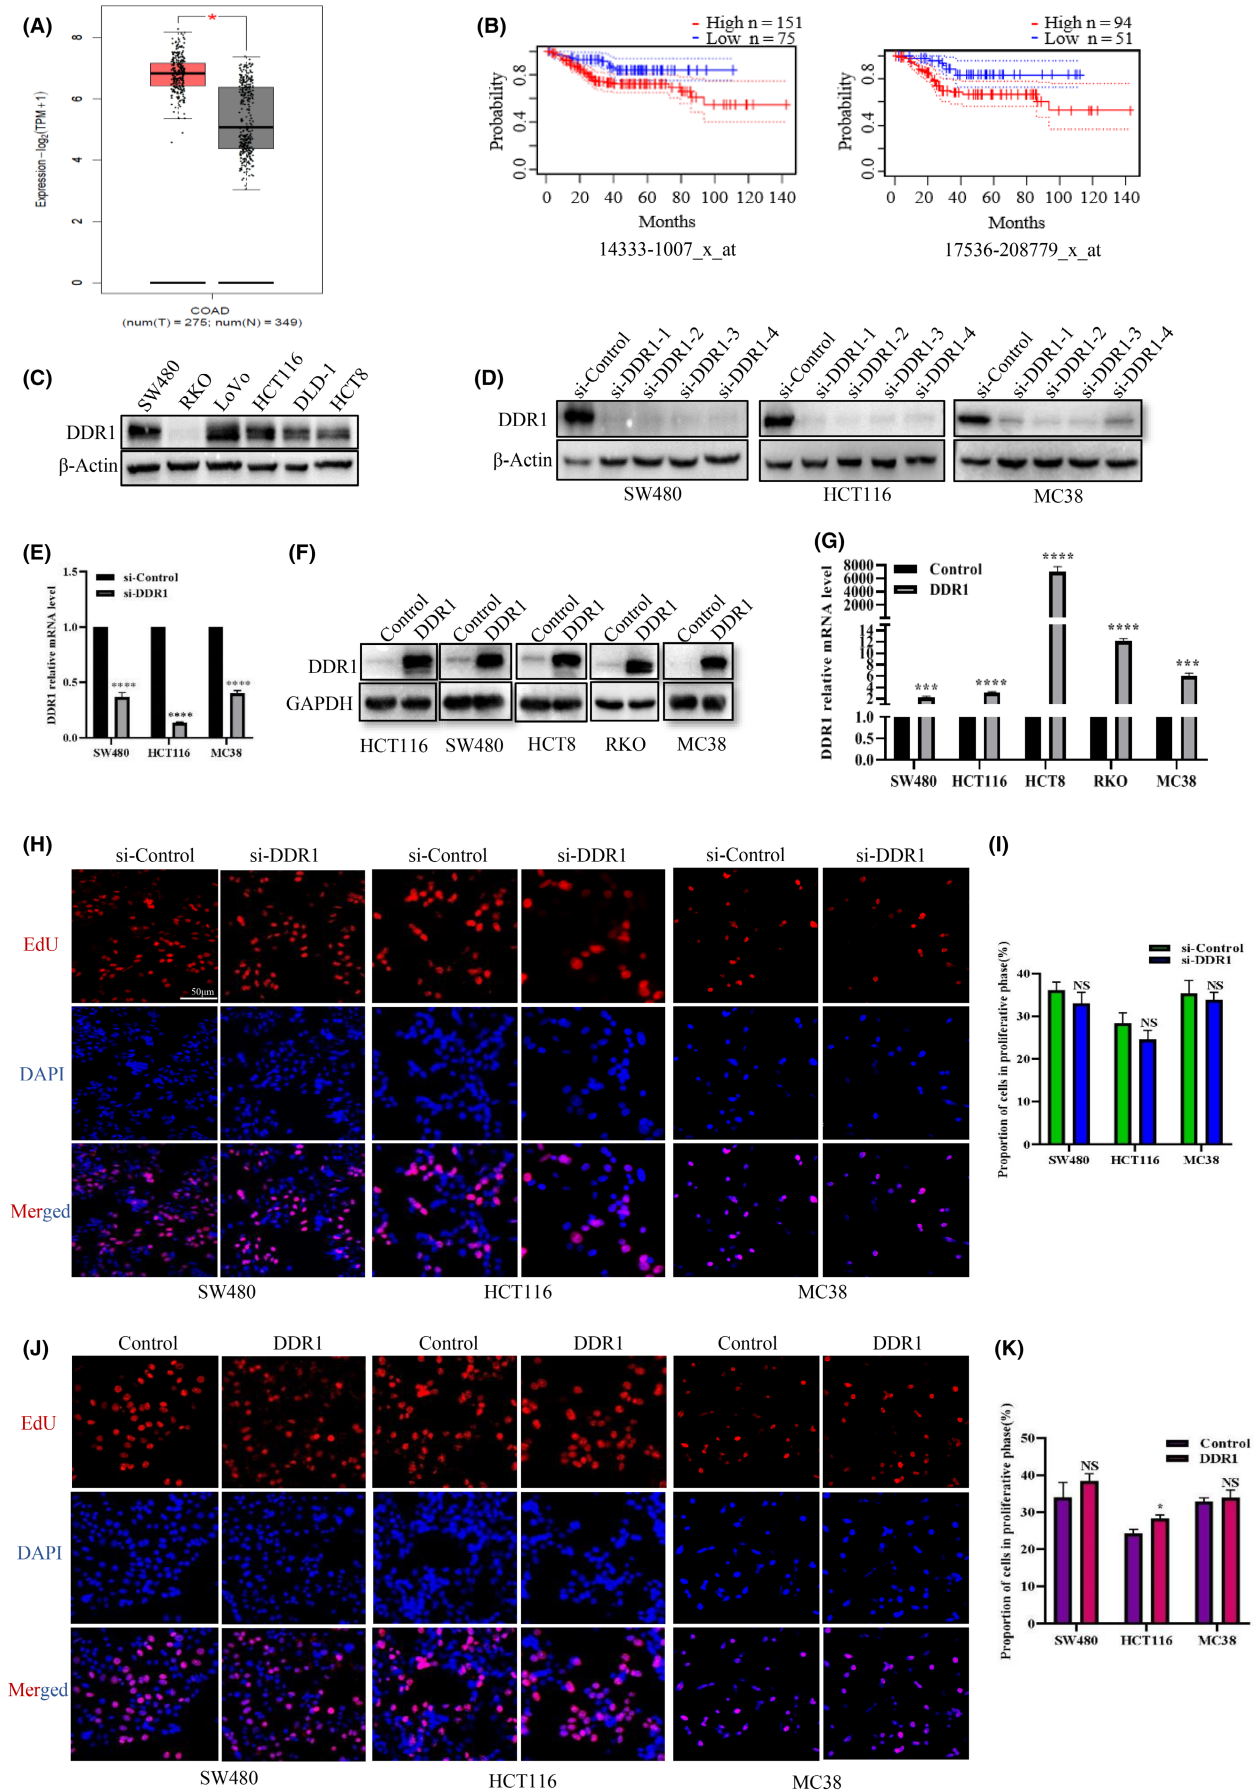 (A)
*
Expression−log₂(TPM+1)
8
6
4
2
0
COAD
(num(T) = 275; num(N) = 349)
(B)
High n = 151
Low n = 75
Probability
0.8
0.4
0.0
0 20 40 60 80 100 140
Months
14333-1007_x_at
High n = 94
Low n = 51
Probability
0.8
0.4
0.0
0 20 40 60 80 100 140
Months
17536-208779_x_at
(C)
SW480 RKO LoVo HCT116 DLD-1 HCT8
DDR1
β-Actin
(D)
si-Control si-DDR1-1 si-DDR1-2 si-DDR1-3 si-DDR1-4
si-Control si-DDR1-1 si-DDR1-2 si-DDR1-3 si-DDR1-4
si-Control si-DDR1-1 si-DDR1-2 si-DDR1-3 si-DDR1-4
DDR1
β-Actin
SW480 HCT116 MC38
(E)
DDR1 relative mRNA level
1.5
1.0
0.5
0.0
si-Control
si-DDR1
**** **** ****
SW480 HCT116 MC38
(F)
Control DDR1 Control DDR1 Control DDR1 Control DDR1 Control DDR1
DDR1
GAPDH
HCT116 SW480 HCT8 RKO MC38
(G)
DDR1 relative mRNA level
8000
6000
4000
2000
14
12
10
8
6
4
2
1.0
0.5
0.0
Control
DDR1
*** **** **** **** ***
SW480 HCT116 HCT8 RKO MC38
(H)
si-Control si-DDR1 si-Control si-DDR1 si-Control si-DDR1
EdU
50μm
DAPI
Merged
SW480 HCT116 MC38
(I)
si-Control
si-DDR1
Proportion of cells in proliferative phase(%)
40
30
20
10
0
NS NS NS
SW480 HCT116 MC38
(J)
Control DDR1 Control DDR1 Control DDR1
EdU
DAPI
Merged
SW480 HCT116 MC38
(K)
Proportion of cells in proliferative phase(%)
50
40
30
20
10
0
Control
DDR1
NS * NS
SW480 HCT116 MC38